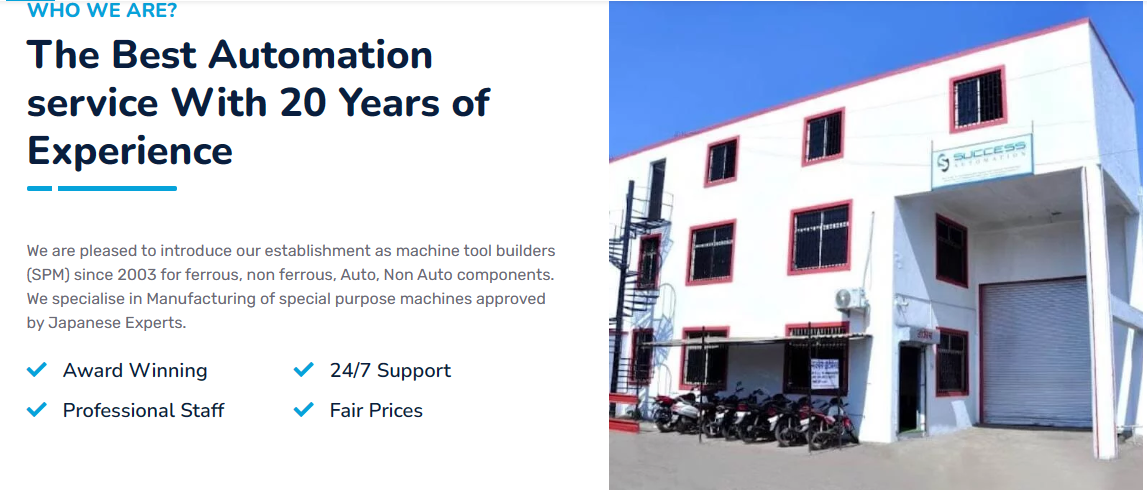 WHO WE ARE?
The Best Automation
service With 20 Years of
Experience
We are pleased to introduce our establishment as machine tool builders
(SPM) since 2003 for ferrous, non ferrous, Auto, Non Auto components.
We specialise in Manufacturing of special purpose machines approved
by Japanese Experts.
Award Winning
24/7 Support
Professional Staff
Fair Prices
SUCCESS
AUTOMATION